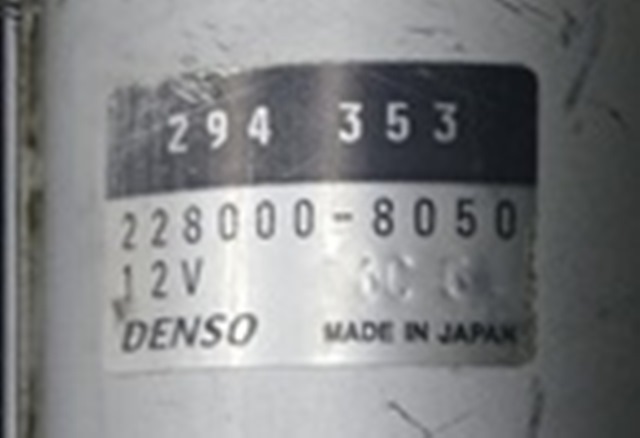 294 353
228000-8050
12V
DENSO
MADE IN JAPAN